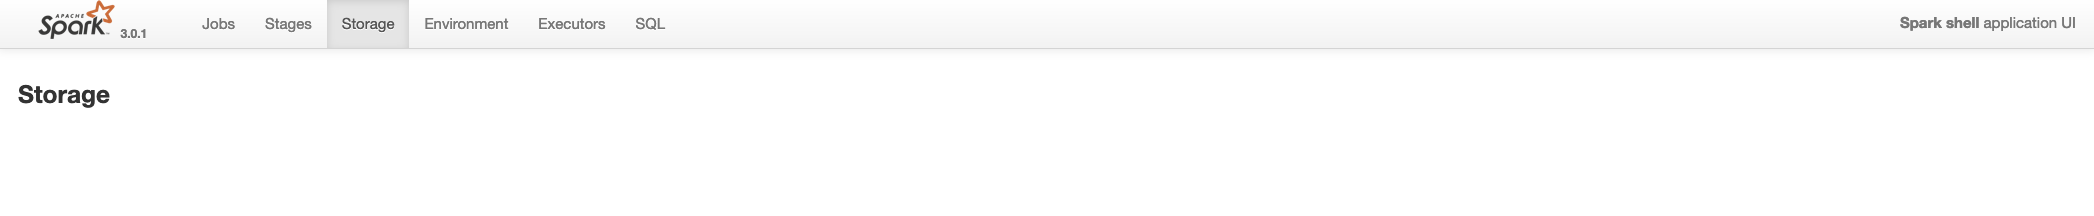 APACHE Spark 3.0.1 Jobs Stages Storage Environment Executors SQL Spark shell application UI
Storage